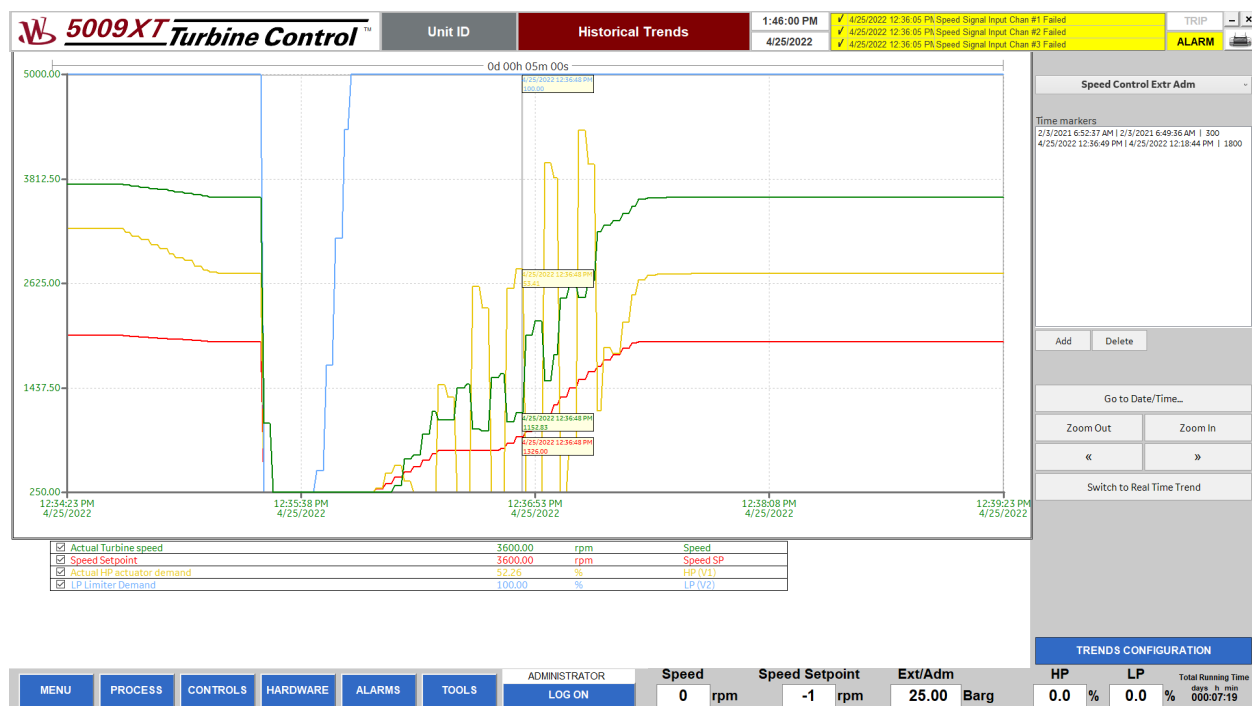 5009XT Turbine Control ™
Unit ID
Historical Trends
1:46:00 PM
4/25/2022
4/25/2022 12:36:05 PM Speed Signal Input Chan #1 Failed
4/25/2022 12:36:05 PM Speed Signal Input Chan #2 Failed
4/25/2022 12:36:05 PM Speed Signal Input Chan #3 Failed
TRIP
ALARM
0d 00h 05m 00s
5000.00
3812.50
2625.00
1437.50
250.00
4/25/2022 12:36:48 PM
100.00
4/25/2022 12:36:48 PM
53.41
4/25/2022 12:36:48 PM
1152.83
4/25/2022 12:36:48 PM
1326.00
12:34:23 PM
4/25/2022
12:35:38 PM
4/25/2022
12:36:53 PM
4/25/2022
12:38:08 PM
4/25/2022
12:39:23 PM
4/25/2022
Actual Turbine speed 3600.00 rpm Speed
Speed Setpoint 3600.00 rpm Speed SP
Actual HP actuator demand 52.26 % HP (V1)
LP Limiter Demand 100.00 % LP (V2)
Speed Control Extr Adm
Time markers
2/3/2021 6:52:37 AM | 2/3/2021 6:49:36 AM | 300
4/25/2022 12:36:49 PM | 4/25/2022 12:18:44 PM | 1800
Add Delete
Go to Date/Time...
Zoom Out Zoom In
« »
Switch to Real Time Trend
TRENDS CONFIGURATION
MENU
PROCESS
CONTROLS
HARDWARE
ALARMS
TOOLS
ADMINISTRATOR
LOG ON
Speed
0 rpm
Speed Setpoint
-1 rpm
Ext/Adm
25.00 Barg
HP
0.0 %
LP
0.0 %
Total Running Time
days h min
000:07:19